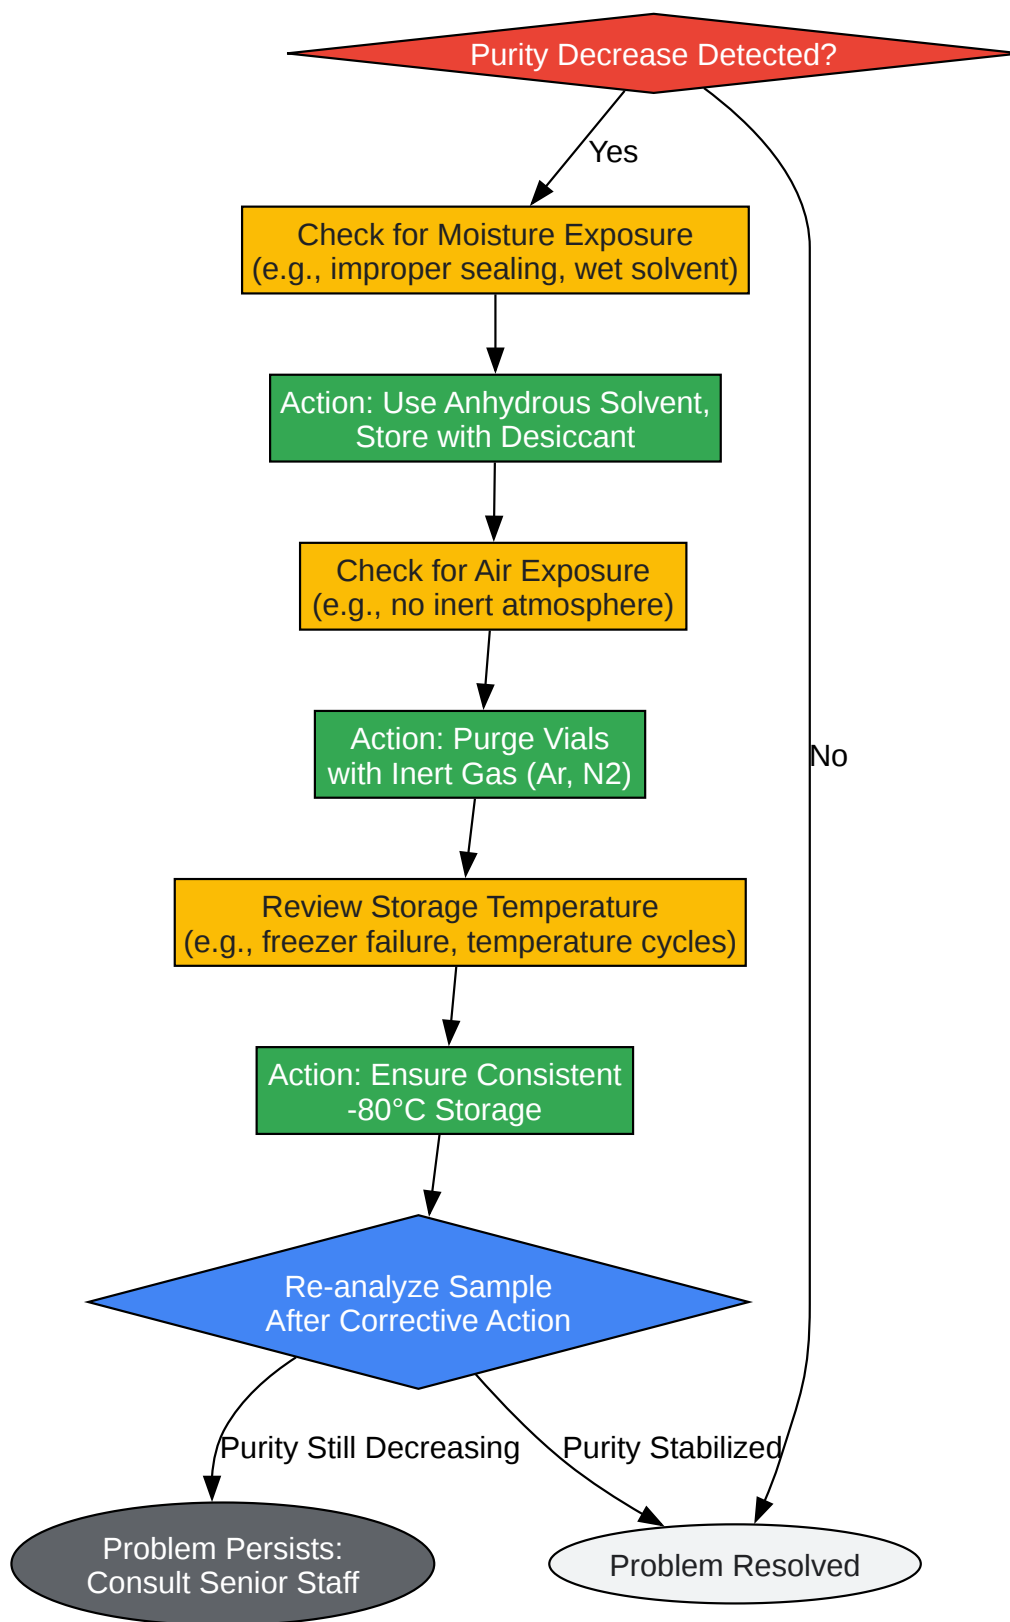 Purity Decrease Detected?
Yes
Check for Moisture Exposure
(e.g., improper sealing, wet solvent)
Action: Use Anhydrous Solvent,
Store with Desiccant
Check for Air Exposure
(e.g., no inert atmosphere)
Action: Purge Vials
with Inert Gas (Ar, N2)
No
Review Storage Temperature
(e.g., freezer failure, temperature cycles)
Action: Ensure Consistent
-80°C Storage
Re-analyze Sample
After Corrective Action
Purity Still Decreasing
Purity Stabilized
Problem Persists:
Consult Senior Staff
Problem Resolved